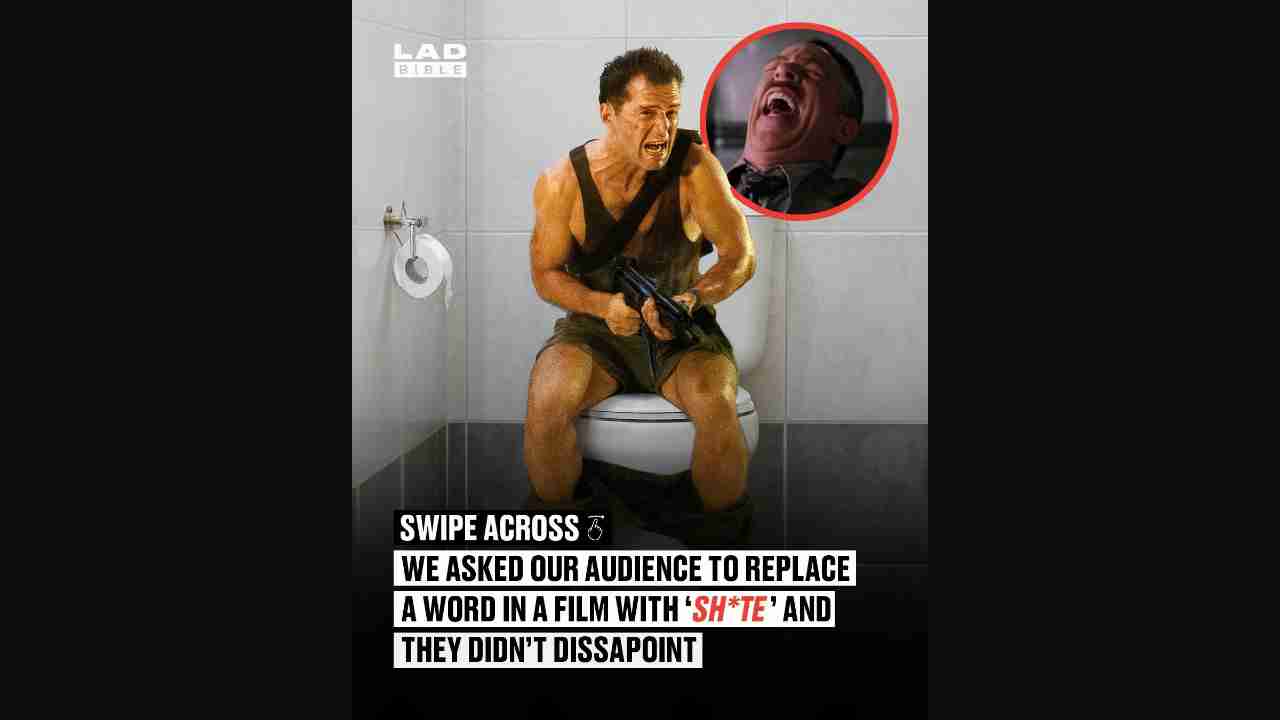 LAD
BIBLE
SWIPE ACROSS
WE ASKED OUR AUDIENCE TO REPLACE
A WORD IN A FILM WITH ‘SH*TE’ AND
THEY DIDN’T DISSAPOINT